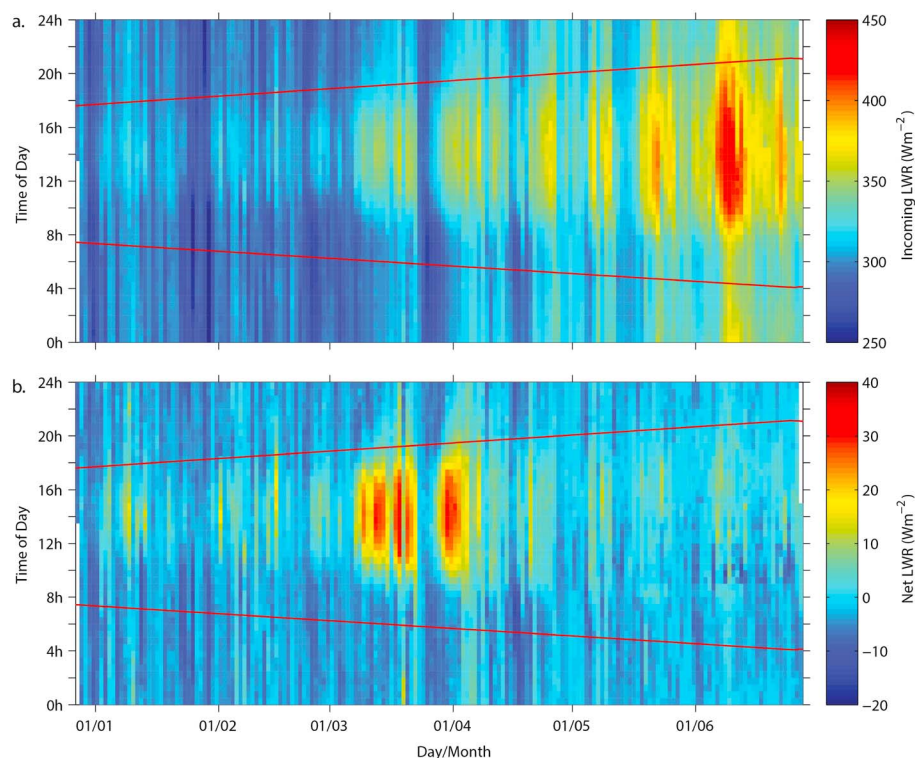 a.
24h
20h
16h
12h
8h
4h
0h
Time of Day
450
400
350
300
250
Incoming LWR (Wm−2)
b.
24h
20h
16h
12h
8h
4h
0h
Time of Day
40
30
20
10
0
−10
−20
Net LWR (Wm−2)
01/01 01/02 01/03 01/04 01/05 01/06
Day/Month